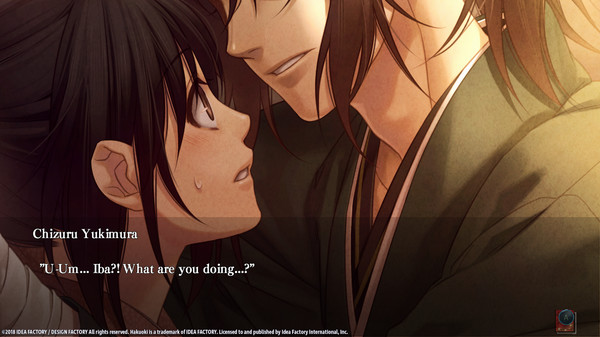 Chizuru Yukimura
"U-Um... Iba?! What are you doing...?"
©2018 IDEA FACTORY / DESIGN FACTORY All rights reserved. Hakuoki is a trademark of IDEA FACTORY. Licensed to and published by Idea Factory International, Inc.